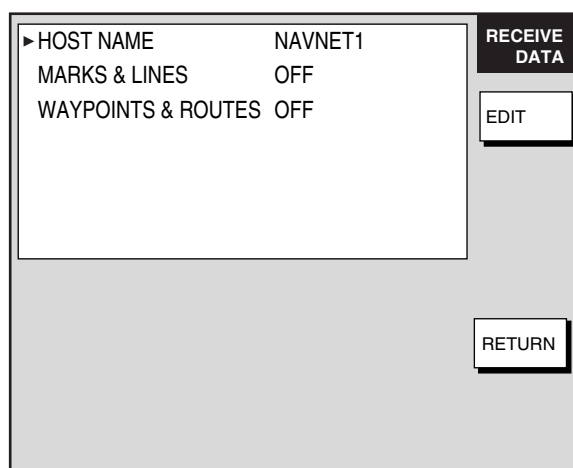 ►HOST NAME NAVNET1
MARKS & LINES OFF
WAYPOINTS & ROUTES OFF
RECEIVE
DATA
EDIT
RETURN